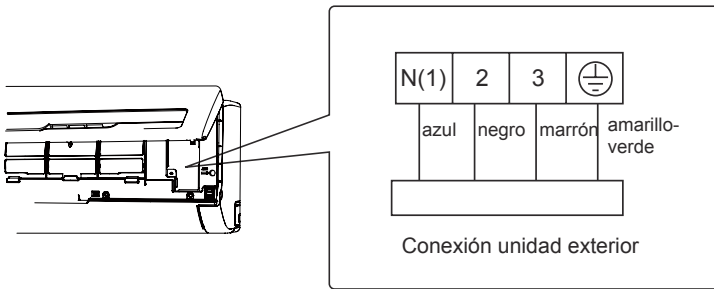 N(1) 2 3
azul negro marrón amarillo-
verde
Conexión unidad exterior